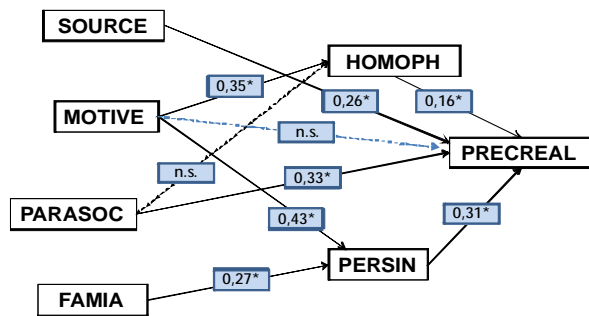 SOURCE
HOMOPH
0,35*
0,26*
0,16*
MOTIVE
n.s.
PRECREAL
n.s.
0,33*
PARASOC
0,43*
0,31*
PERSIN
0,27*
FAMIA